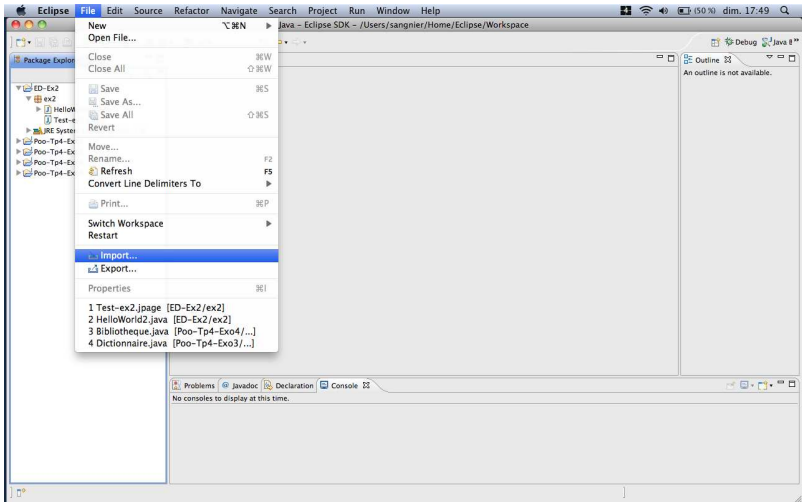 Eclipse File Edit Source Refactor Navigate Search Project Run Window Help (50 %) dim. 17:49
Java – Eclipse SDK – /Users/sangnier/Home/Eclipse/Workspace
Debug Java
Package Explor
ED-Ex2
ex2
HelloW
Test-e
JRE Syster
Poo-Tp4-Ex
Poo-Tp4-Ex
Poo-Tp4-Ex
Poo-Tp4-Ex
New ⌥⌘N
Open File...
Close ⌘W
Close All ⇧⌘W
Save ⌘S
Save As...
Save All ⇧⌘S
Revert
Move...
Rename... F2
Refresh F5
Convert Line Delimiters To
Print... ⌘P
Switch Workspace
Restart
Import...
Export...
Properties ⌘I
1 Test-ex2.jpage [ED-Ex2/ex2]
2 HelloWorld2.java [ED-Ex2/ex2]
3 Bibliotheque.java [Poo-Tp4-Exo4/...]
4 Dictionnaire.java [Poo-Tp4-Exo3/...]
Outline
An outline is not available.
Problems @ Javadoc Declaration Console
No consoles to display at this time.